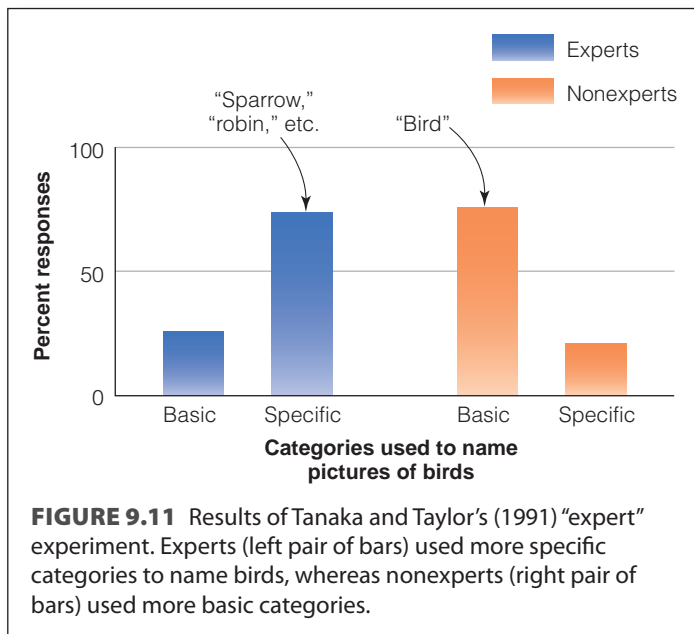 Experts
Nonexperts
“Sparrow,”
“robin,” etc.
“Bird”
100
50
0
Percent responses
Basic
Specific
Basic
Specific
Categories used to name
pictures of birds
FIGURE 9.11 Results of Tanaka and Taylor’s (1991) “expert”
experiment. Experts (left pair of bars) used more specific
categories to name birds, whereas nonexperts (right pair of
bars) used more basic categories.